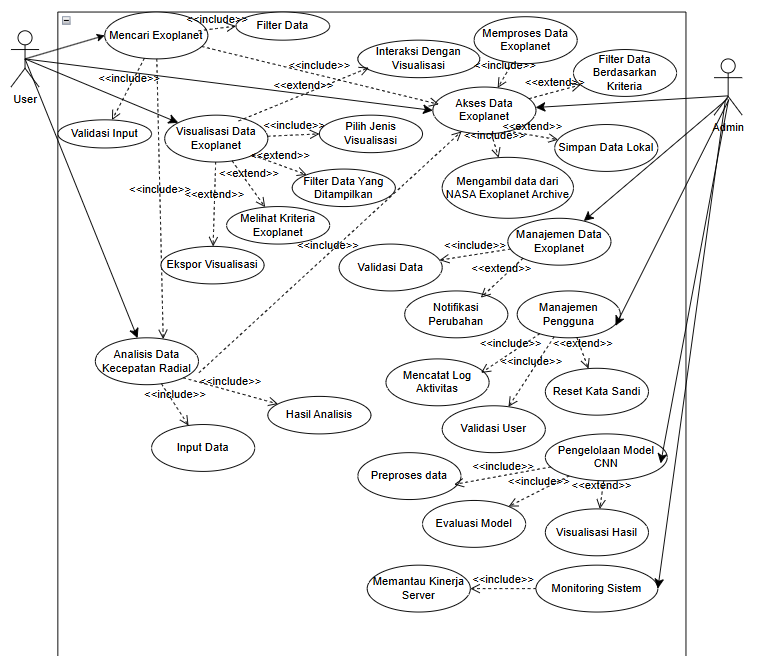 Mencari Exoplanet
<<include>>
Filter Data
User
<<include>>
Validasi Input
<<include>>
Interaksi Dengan
Visualisasi
<<extend>>
Memproses Data
Exoplanet
<<include>>
Filter Data
Berdasarkan
Kriteria
<<extend>>
Akses Data
Exoplanet
Admin
<<include>>
<<extend>>
Simpan Data Lokal
Mengambil data dari
NASA Exoplanet Archive
Visualisasi Data
Exoplanet
<<include>>
Pilih Jenis
Visualisasi
<<extend>>
Filter Data Yang
Ditampilkan
<<extend>>
Melihat Kriteria
Exoplanet
<<include>>
<<extend>>
Ekspor Visualisasi
<<include>>
Manajemen Data
Exoplanet
<<include>>
Validasi Data
<<extend>>
Notifikasi
Perubahan
Manajemen
Pengguna
<<include>>
<<extend>>
Mencatat Log
Aktivitas
<<include>>
Reset Kata Sandi
Validasi User
Analisis Data
Kecepatan Radial
<<include>>
<<include>>
Hasil Analisis
Input Data
Pengelolaan Model
CNN
<<include>>
Preproses data
<<include>>
<<extend>>
Evaluasi Model
Visualisasi Hasil
Memantau Kinerja
Server
<<include>>
Monitoring Sistem